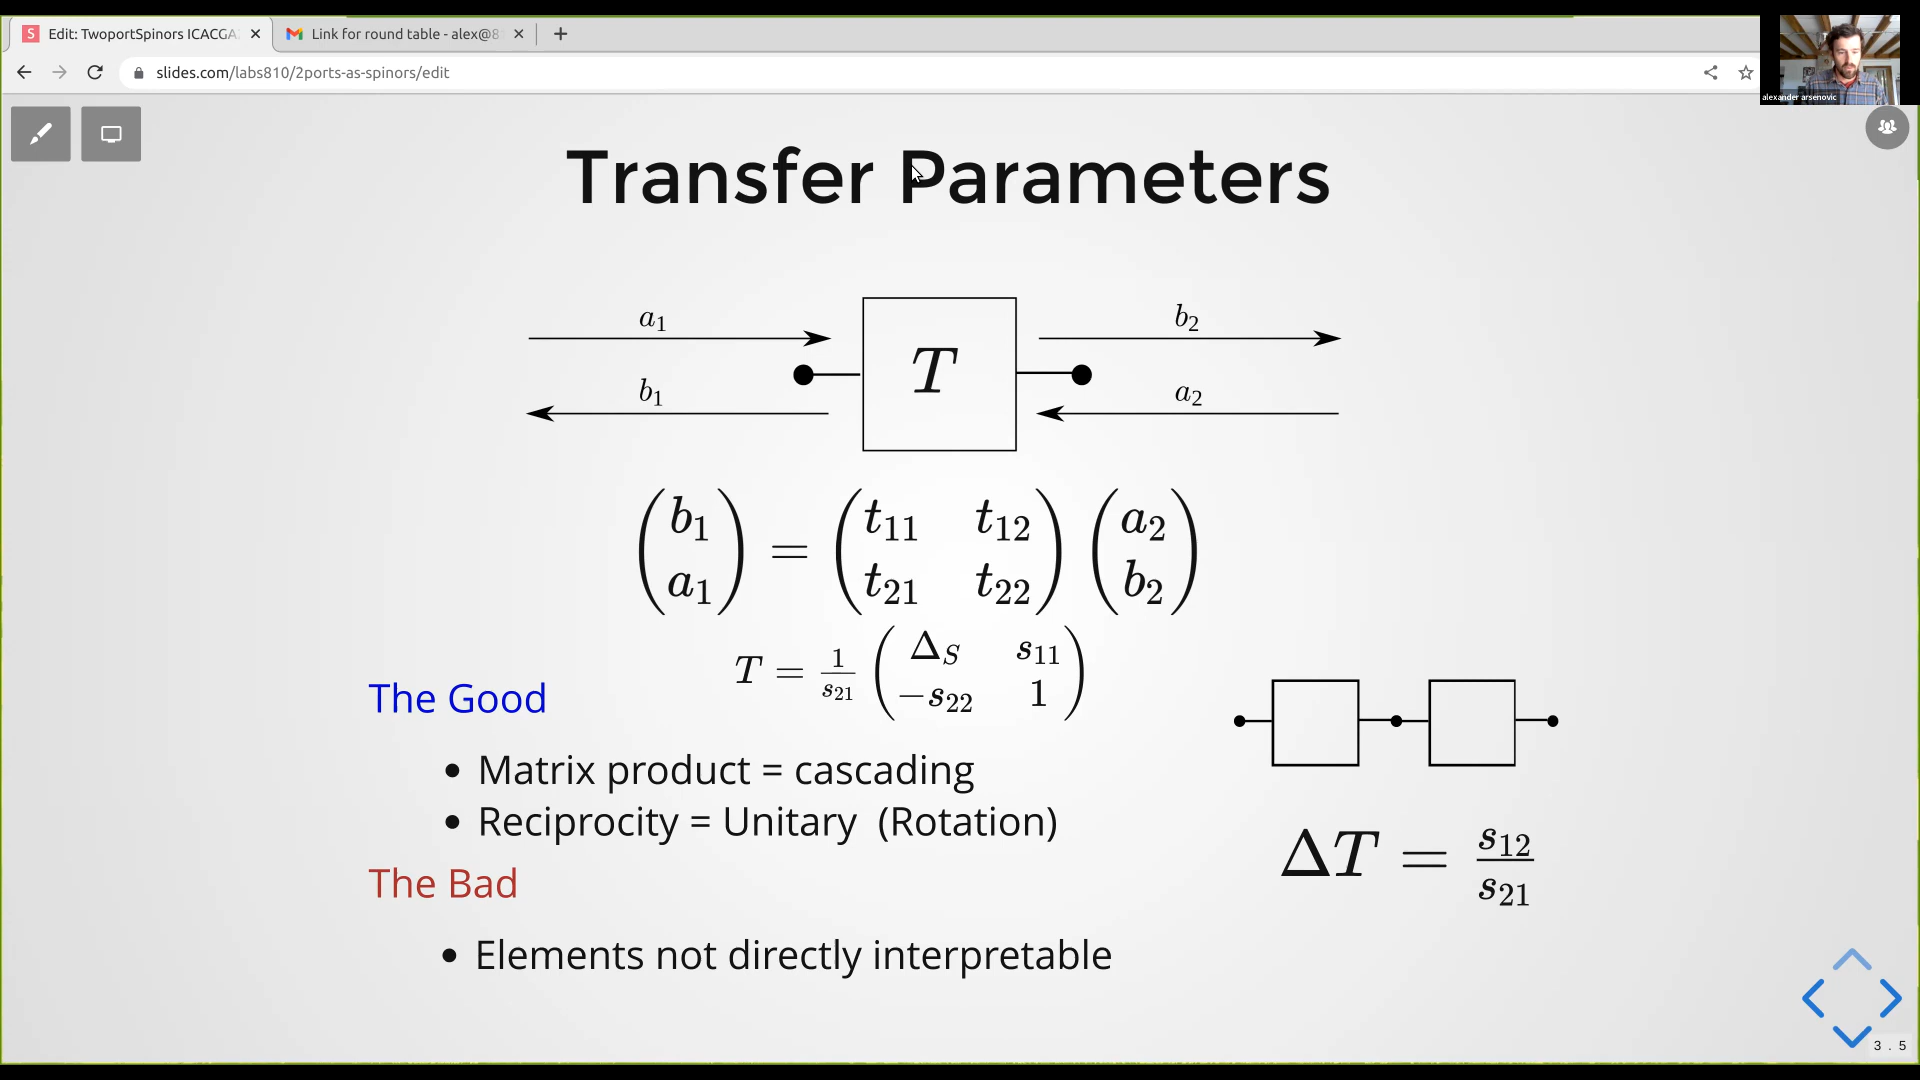 Edit: TwoportSpinors ICACGA
Link for round table - alex@8
slides.com/labs810/2ports-as-spinors/edit
alexander arsenovic
Transfer Parameters
a₁
b₂
T
b₁
a₂
(b₁ a₁) = (t₁₁ t₁₂ t₂₁ t₂₂) (a₂ b₂)
T = 1/s₂₁ (Δ_S s₁₁ −s₂₂ 1)
The Good
• Matrix product = cascading
• Reciprocity = Unitary (Rotation)
ΔT = s₁₂/s₂₁
The Bad
• Elements not directly interpretable
3 . 5